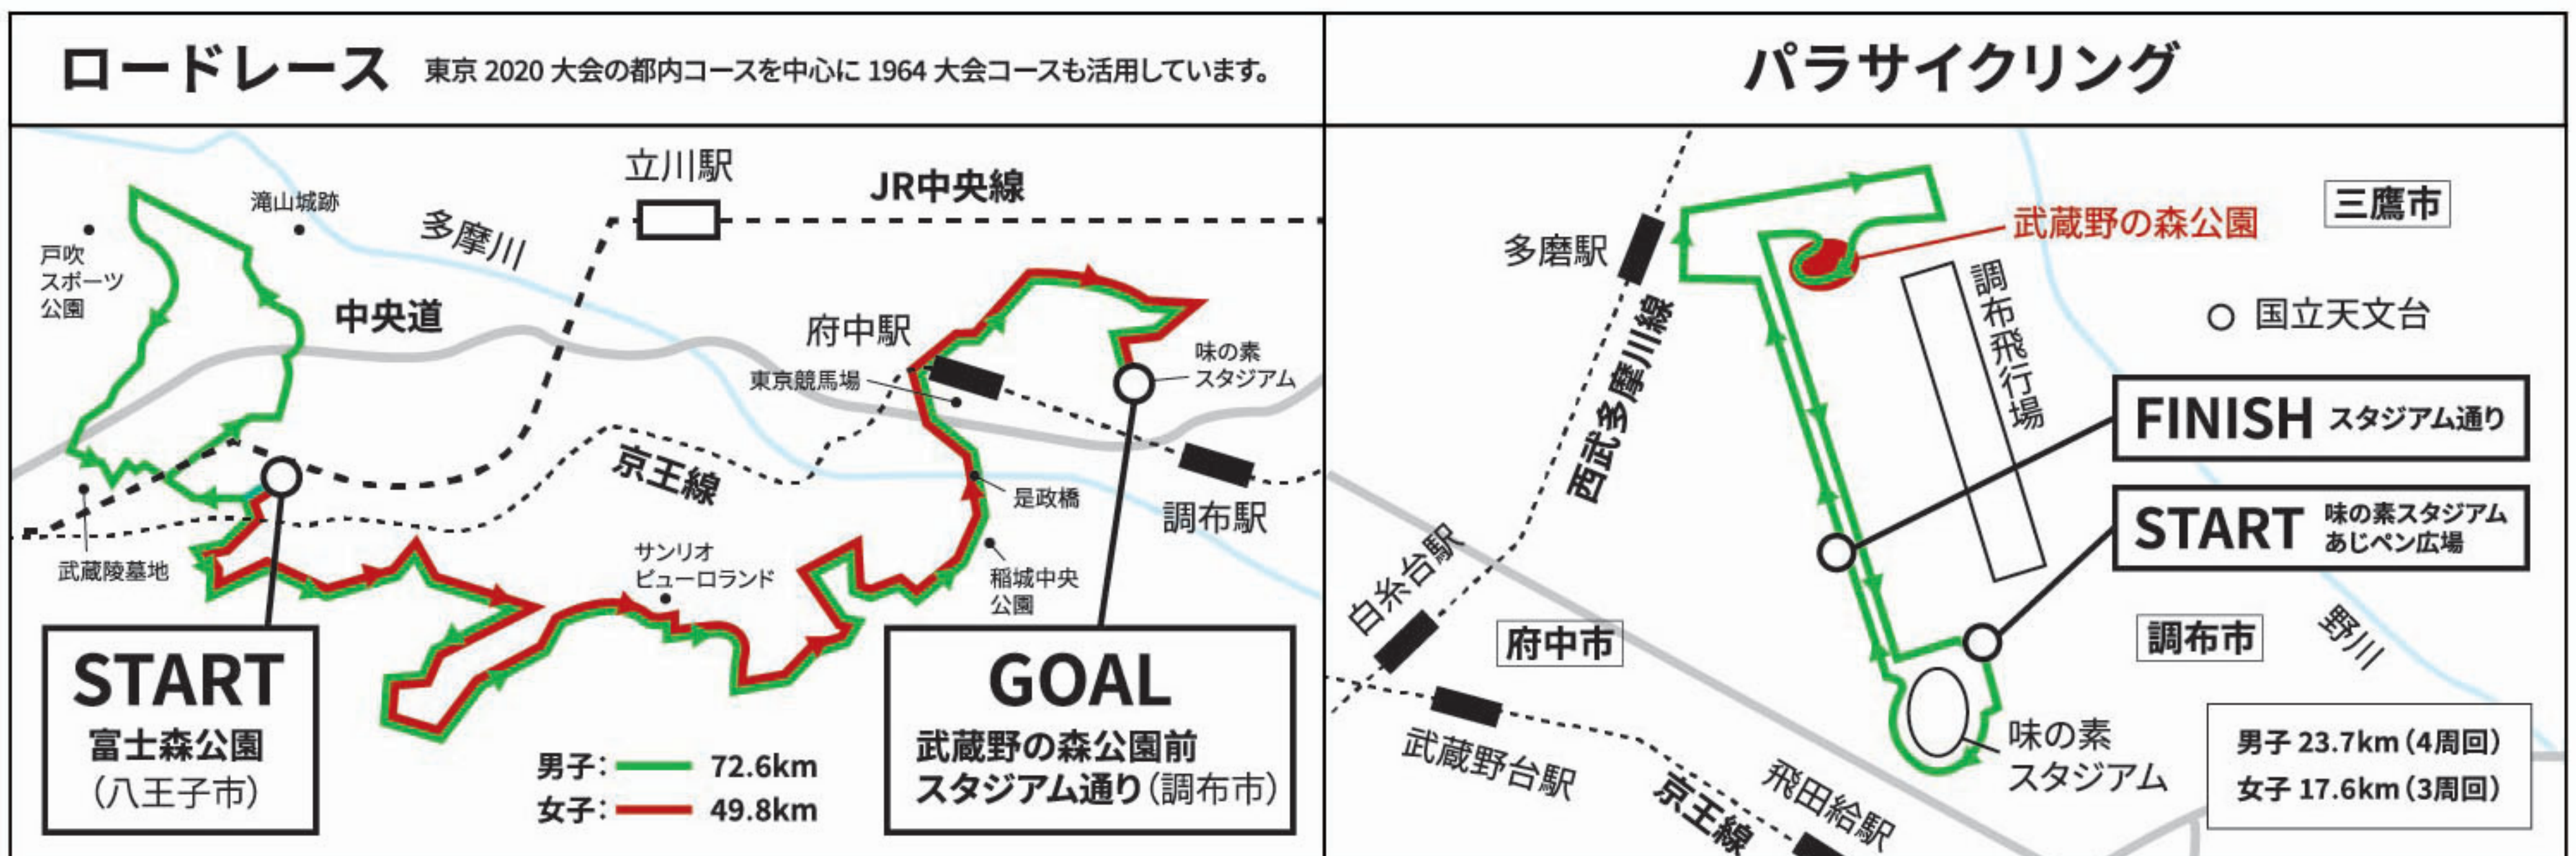 ロードレース 東京 2020 大会の都内コースを中心に 1964 大会コースも活用しています。
立川駅
JR中央線
滝山城跡
多摩川
戸吹
スポーツ
公園
中央道
府中駅
東京競馬場
味の素
スタジアム
京王線
是政橋
調布駅
武蔵陵墓地
サンリオ
ピューロランド
稲城中央
公園
START
富士森公園
(八王子市)
GOAL
武蔵野の森公園前
スタジアム通り(調布市)
男子: 72.6km
女子: 49.8km
パラサイクリング
三鷹市
武蔵野の森公園
多磨駅
調布飛行場
国立天文台
西武多摩川線
FINISH スタジアム通り
START 味の素スタジアム
あじペン広場
白糸台駅
府中市
調布市
野川
武蔵野台駅
味の素
スタジアム
京王線
飛田給駅
男子 23.7km(4周回)
女子 17.6km(3周回)